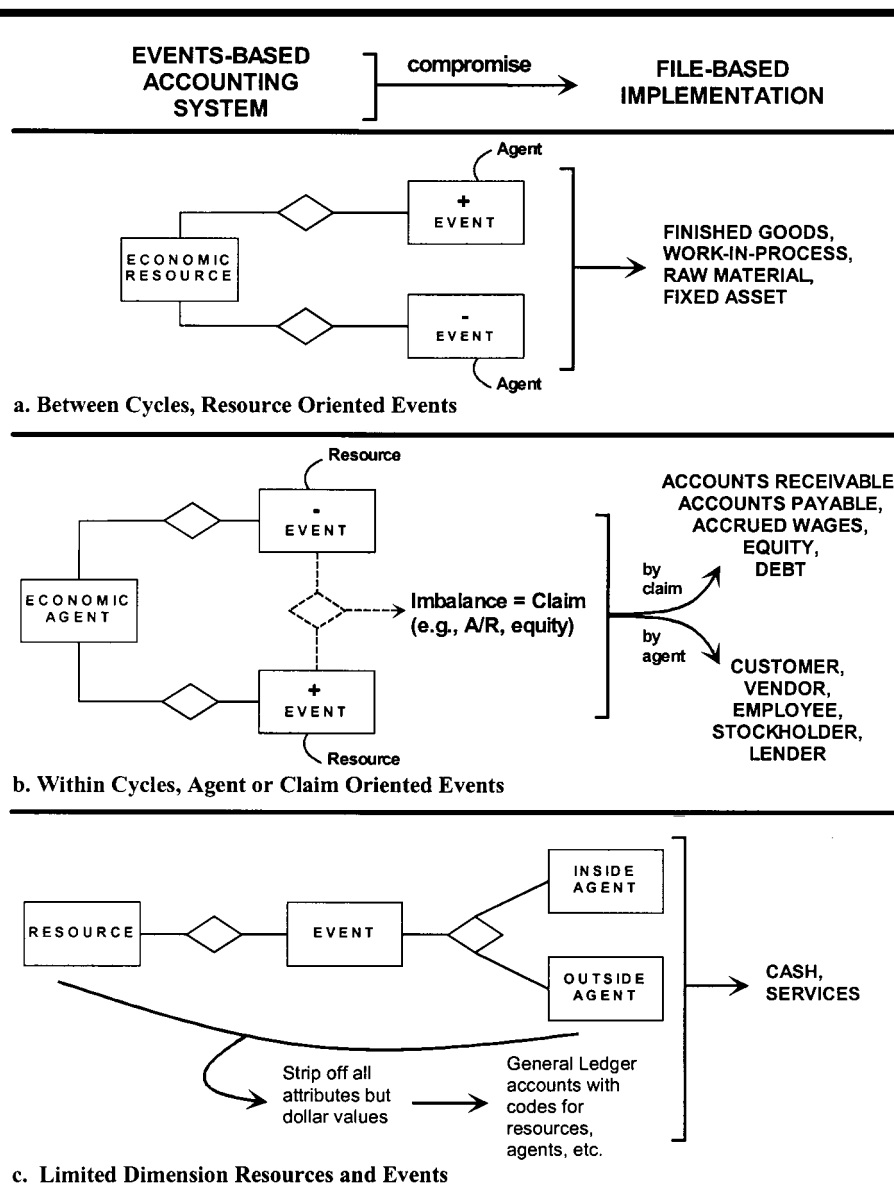 EVENTS-BASED
ACCOUNTING
SYSTEM
compromise
FILE-BASED
IMPLEMENTATION
Agent
+
EVENT
ECONOMIC
RESOURCE
-
EVENT
Agent
FINISHED GOODS,
WORK-IN-PROCESS,
RAW MATERIAL,
FIXED ASSET
a. Between Cycles, Resource Oriented Events
Resource
-
EVENT
ECONOMIC
AGENT
Imbalance = Claim
(e.g., A/R, equity)
+
EVENT
Resource
by
claim
by
agent
ACCOUNTS RECEIVABLE
ACCOUNTS PAYABLE,
ACCRUED WAGES,
EQUITY,
DEBT
CUSTOMER,
VENDOR,
EMPLOYEE,
STOCKHOLDER,
LENDER
b. Within Cycles, Agent or Claim Oriented Events
RESOURCE
EVENT
INSIDE
AGENT
OUTSIDE
AGENT
CASH,
SERVICES
Strip off all
attributes but
dollar values
General Ledger
accounts with
codes for
resources,
agents, etc.
c. Limited Dimension Resources and Events